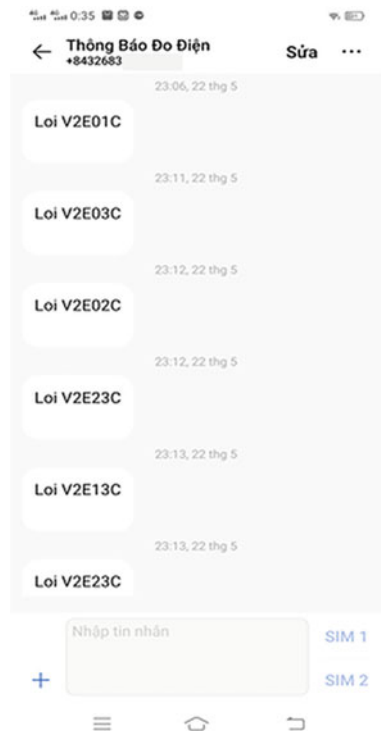 0:35
Thông Báo Đo Điện
Sửa
+8432683
23:06, 22 thg 5
Loi V2E01C
23:11, 22 thg 5
Loi V2E03C
23:12, 22 thg 5
Loi V2E02C
23:12, 22 thg 5
Loi V2E23C
23:13, 22 thg 5
Loi V2E13C
23:13, 22 thg 5
Loi V2E23C
Nhập tin nhắn
SIM 1
SIM 2